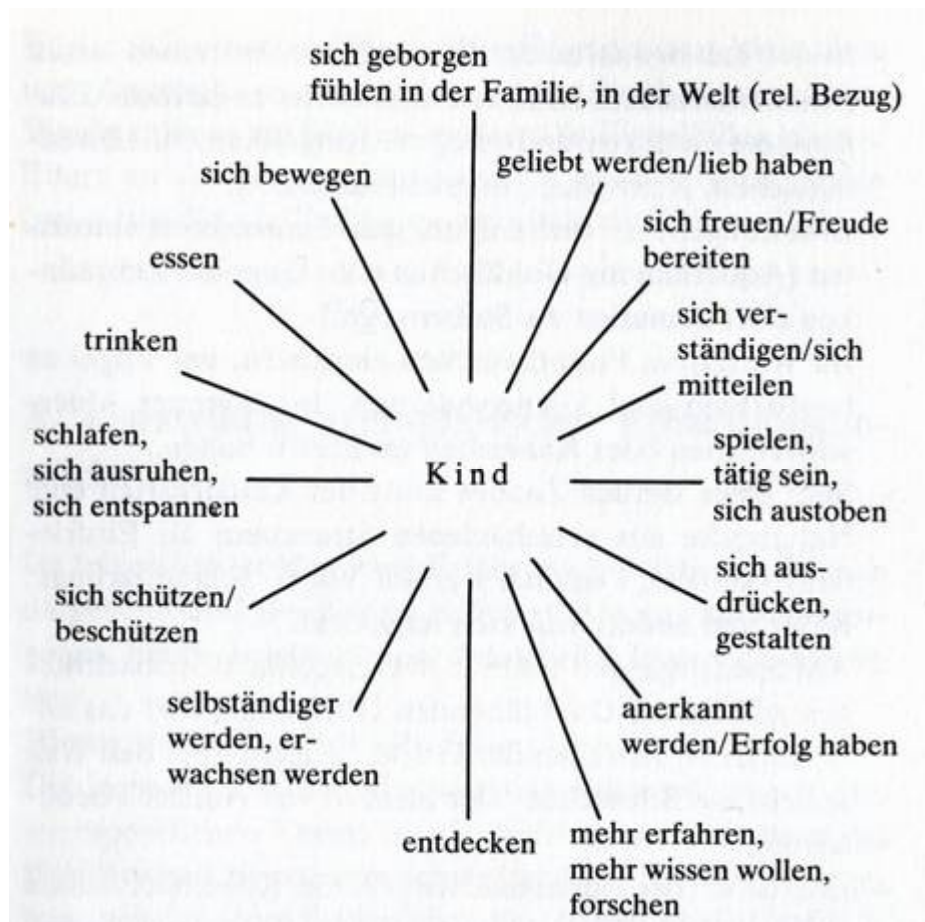 sich geborgen
fühlen in der Familie, in der Welt (rel. Bezug)
geliebt werden/lieb haben
sich freuen/Freude
bereiten
sich ver-
ständigen/sich
mitteilen
spielen,
tätig sein,
sich austoben
sich aus-
drücken,
gestalten
anerkannt
werden/Erfolg haben
mehr erfahren,
mehr wissen wollen,
forschen
entdecken
selbständiger
werden, er-
wachsen werden
sich schützen/
beschützen
schlafen,
sich ausruhen,
sich entspannen
trinken
essen
sich bewegen
Kind